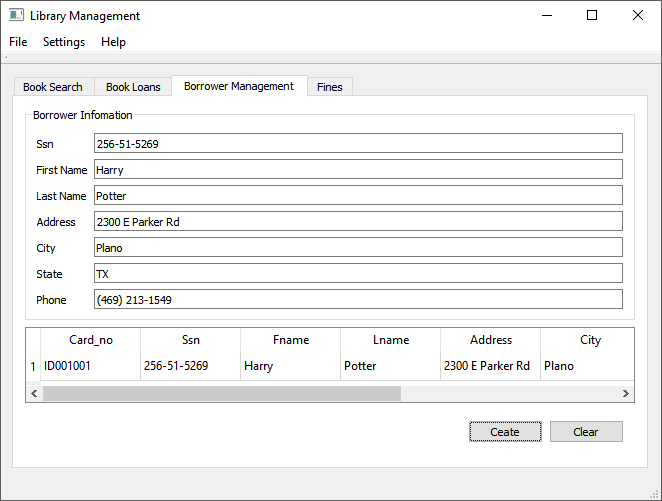 Library Management
File Settings Help
Book Search Book Loans Borrower Management Fines
Borrower Infomation
Ssn 256-51-5269
First Name Harry
Last Name Potter
Address 2300 E Parker Rd
City Plano
State TX
Phone (469) 213-1549
Card_no Ssn Fname Lname Address City
1 ID001001 256-51-5269 Harry Potter 2300 E Parker Rd Plano
Ceate Clear